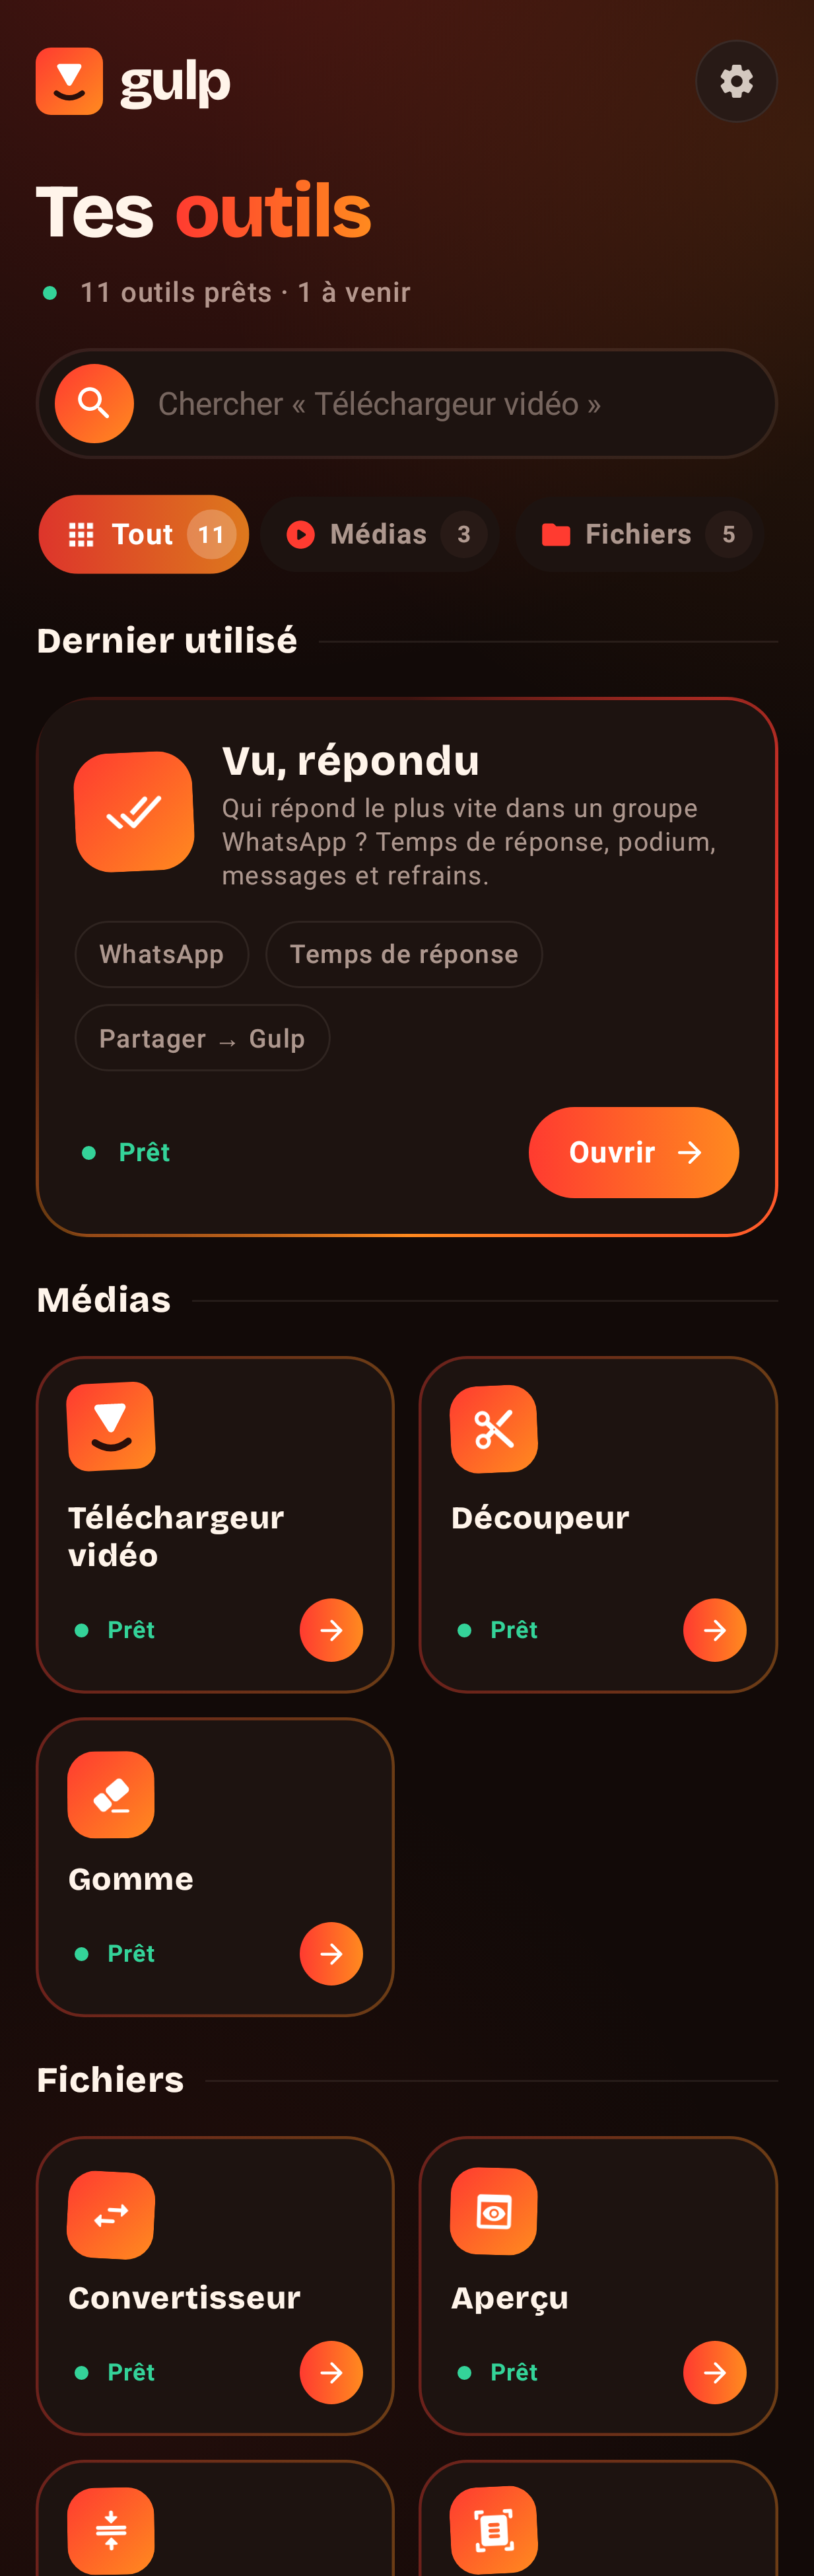 gulp
Tes outils
11 outils prêts · 1 à venir
Chercher « Téléchargeur vidéo »
Tout 11
Médias 3
Fichiers 5
Dernier utilisé
Vu, répondu
Qui répond le plus vite dans un groupe
WhatsApp ? Temps de réponse, podium,
messages et refrains.
WhatsApp
Temps de réponse
Partager → Gulp
Prêt
Ouvrir →
Médias
Téléchargeur
vidéo
Prêt
Découpeur
Prêt
Gomme
Prêt
Fichiers
Convertisseur
Prêt
Aperçu
Prêt